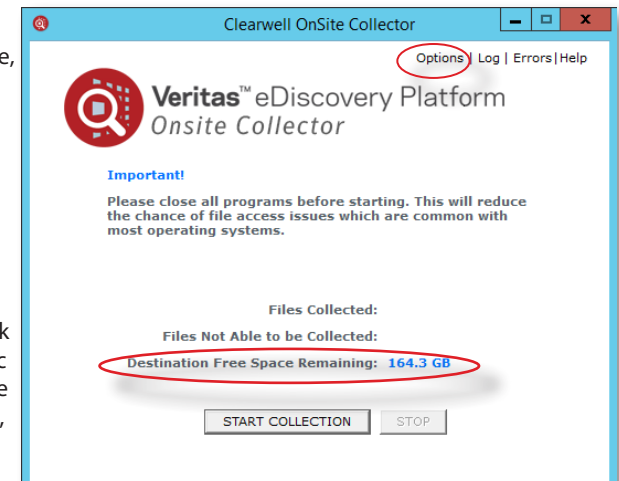 Clearwell OnSite Collector
Options | Log | Errors | Help
Veritas™ eDiscovery Platform
Onsite Collector
Important!
Please close all programs before starting. This will reduce
the chance of file access issues which are common with
most operating systems.
Files Collected:
Files Not Able to be Collected:
Destination Free Space Remaining: 164.3 GB
START COLLECTION
STOP